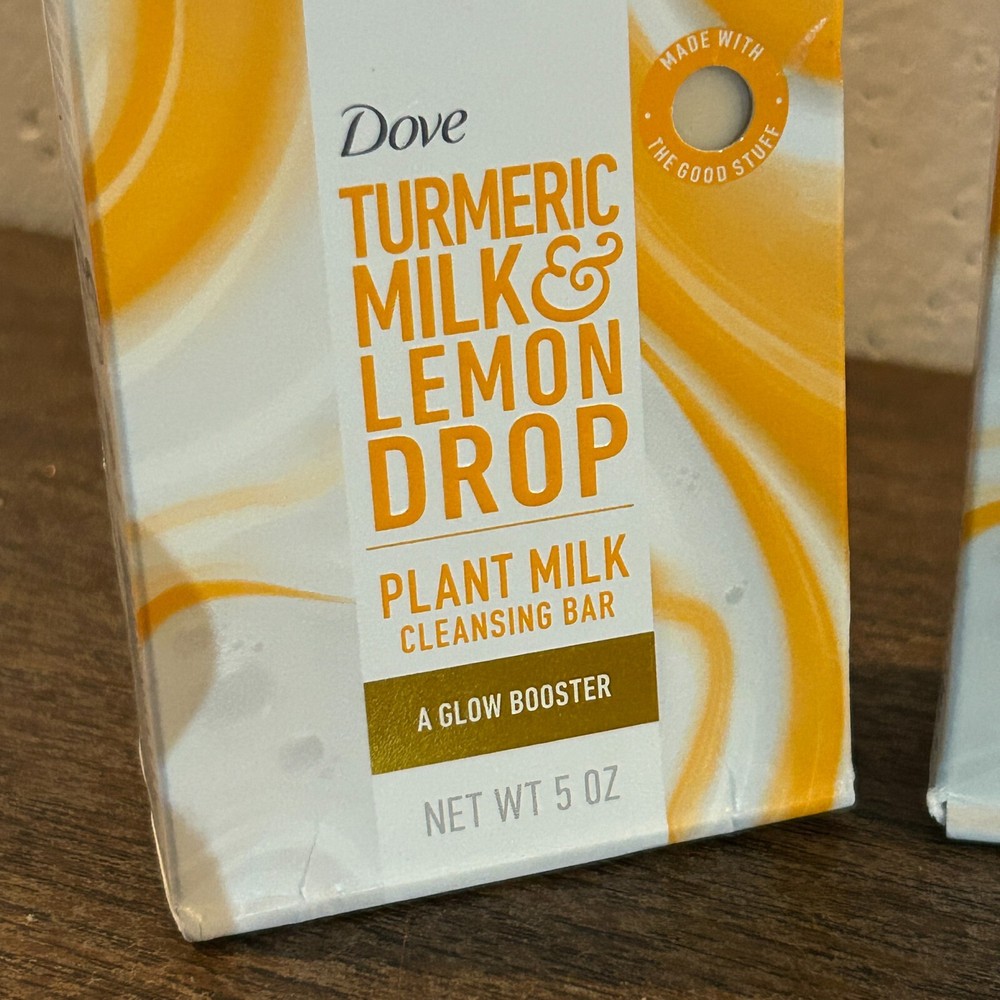 MADE WITH
THE GOOD STUFF
Dove
TURMERIC
MILK &
LEMON
DROP
PLANT MILK
CLEANSING BAR
A GLOW BOOSTER
NET WT 5 OZ